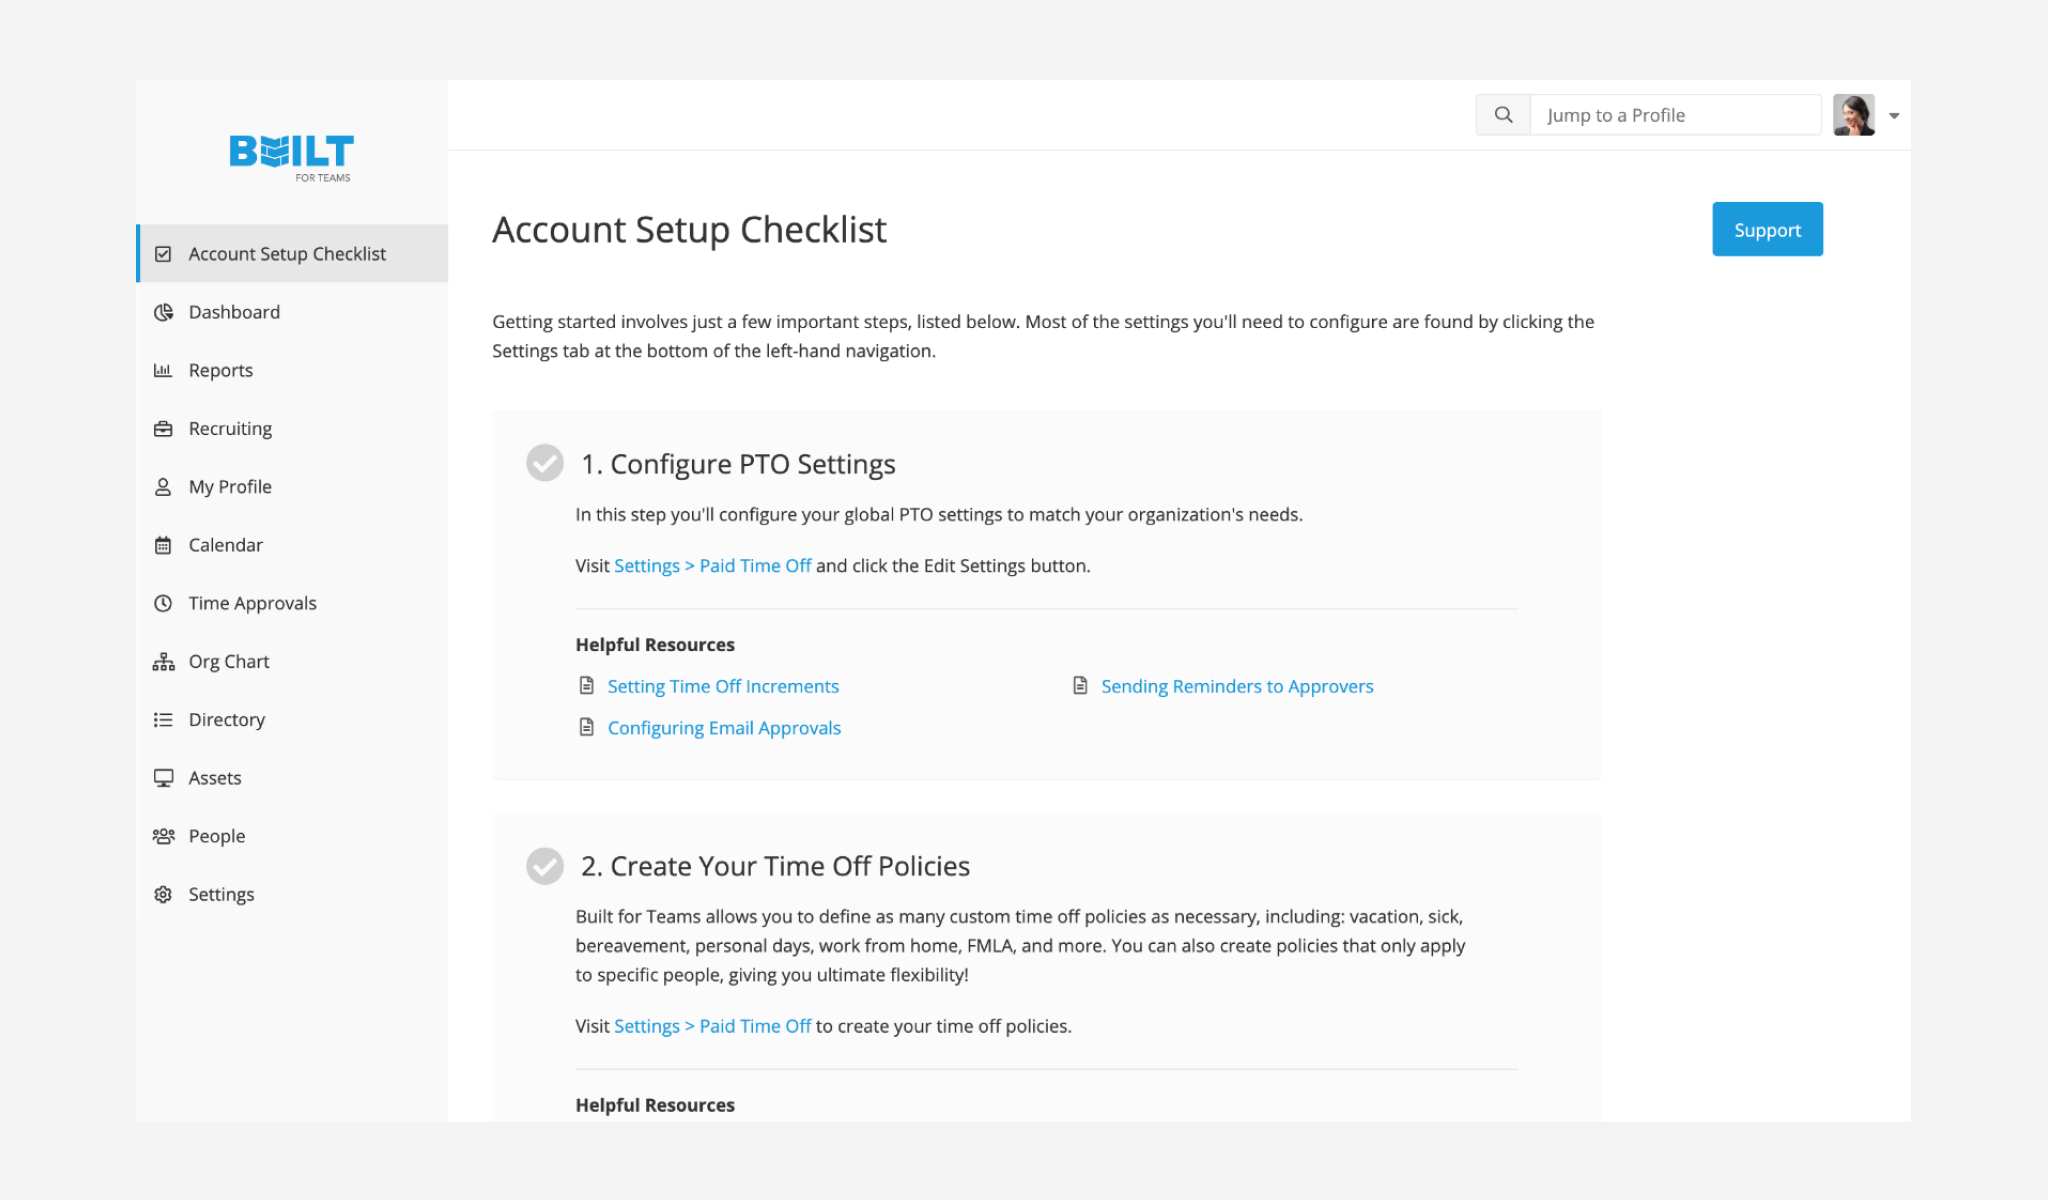 BUILT
FOR TEAMS
Jump to a Profile
Account Setup Checklist
Dashboard
Reports
Recruiting
My Profile
Calendar
Time Approvals
Org Chart
Directory
Assets
People
Settings
Account Setup Checklist
Support
Getting started involves just a few important steps, listed below. Most of the settings you'll need to configure are found by clicking the
Settings tab at the bottom of the left-hand navigation.
1. Configure PTO Settings
In this step you'll configure your global PTO settings to match your organization's needs.
Visit Settings > Paid Time Off and click the Edit Settings button.
Helpful Resources
Setting Time Off Increments
Sending Reminders to Approvers
Configuring Email Approvals
2. Create Your Time Off Policies
Built for Teams allows you to define as many custom time off policies as necessary, including: vacation, sick,
bereavement, personal days, work from home, FMLA, and more. You can also create policies that only apply
to specific people, giving you ultimate flexibility!
Visit Settings > Paid Time Off to create your time off policies.
Helpful Resources